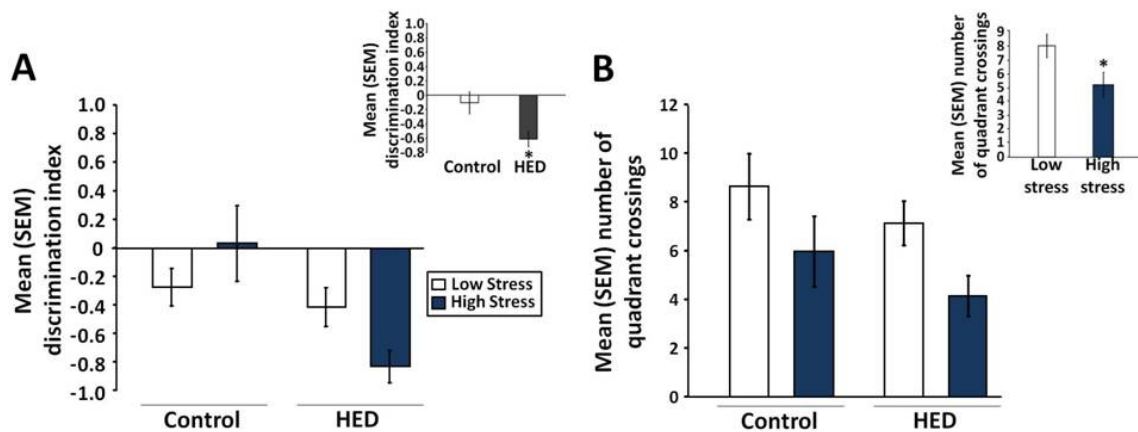 A
Mean (SEM)
discrimination index
1.0
0.8
0.6
0.4
0.2
0
-0.2
-0.4
-0.6
-0.8
-1.0
Control
HED
Mean (SEM)
discrimination index
1.0
0.8
0.6
0.4
0.2
0
-0.2
-0.4
-0.6
-0.8
Control
HED
*
Low Stress
High Stress
B
Mean (SEM) number of
quadrant crossings
12
10
8
6
4
2
0
Control
HED
Mean (SEM) number
of quadrant crossings
9
8
7
6
5
4
3
2
1
0
*
Low
stress
High
stress